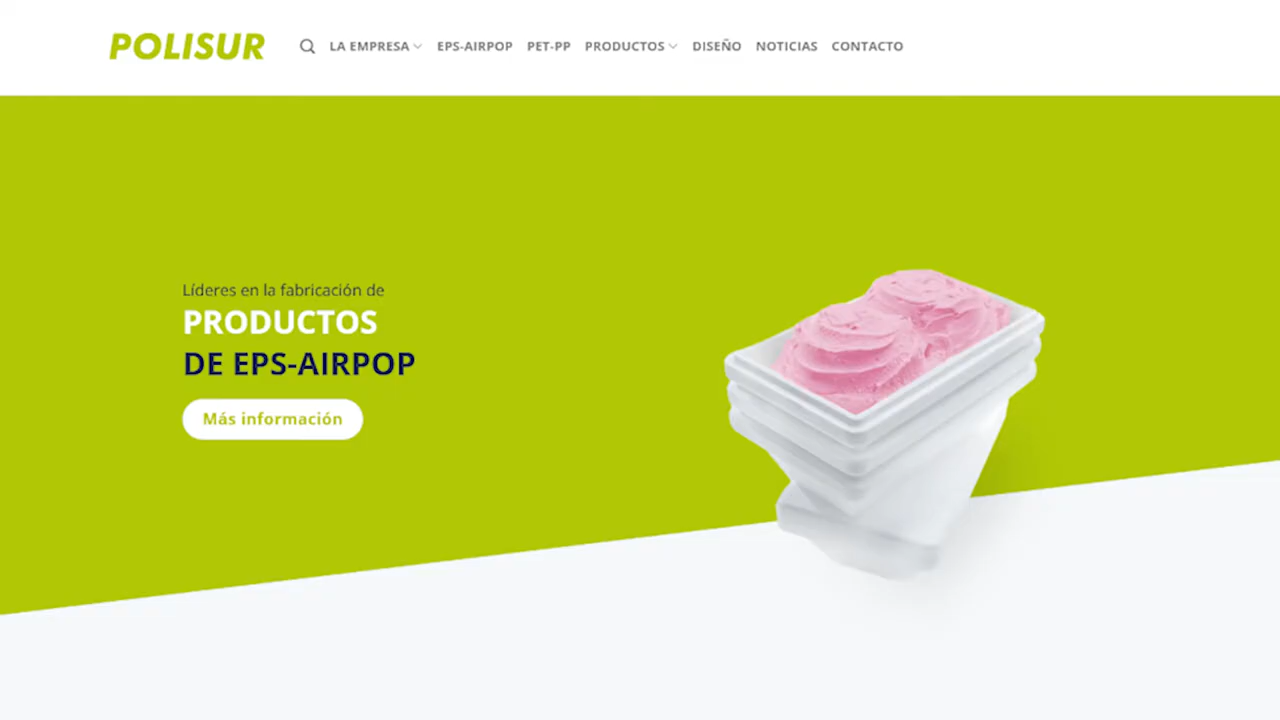 POLISUR
LA EMPRESA EPS-AIRPOP PET-PP PRODUCTOS DISEÑO NOTICIAS CONTACTO
Líderes en la fabricación de
PRODUCTOS
DE EPS-AIRPOP
Más información